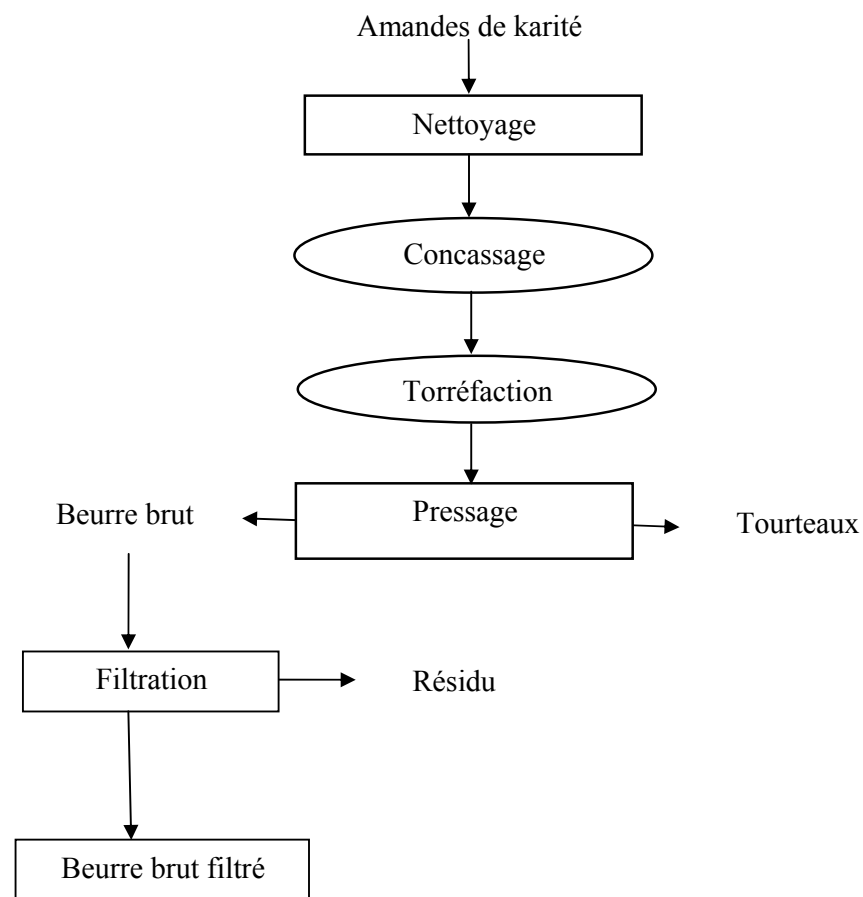 Amandes de karité
Nettoyage
Concassage
Torréfaction
Pressage
Beurre brut
Tourteaux
Filtration
Résidu
Beurre brut filtré